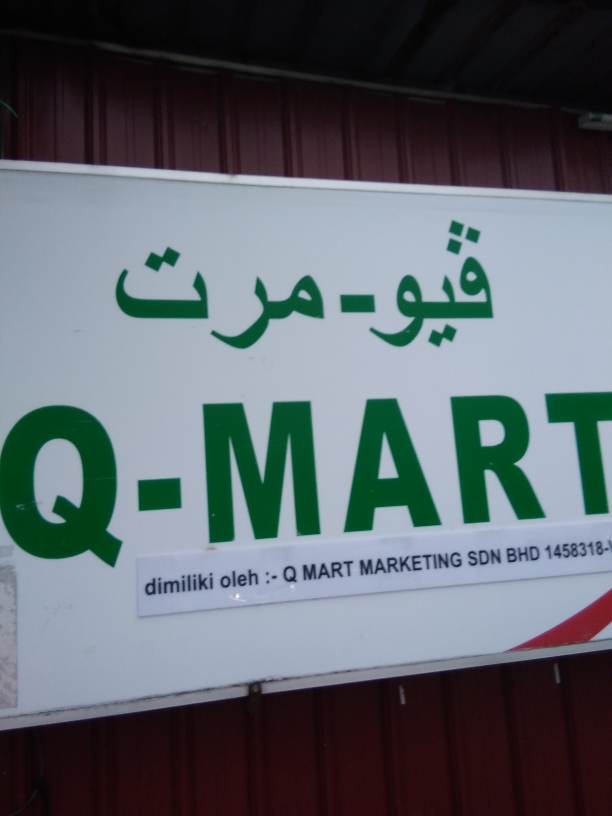 ڤيو-مرت
Q-MART
dimiliki oleh :- Q MART MARKETING SDN BHD 1458318-